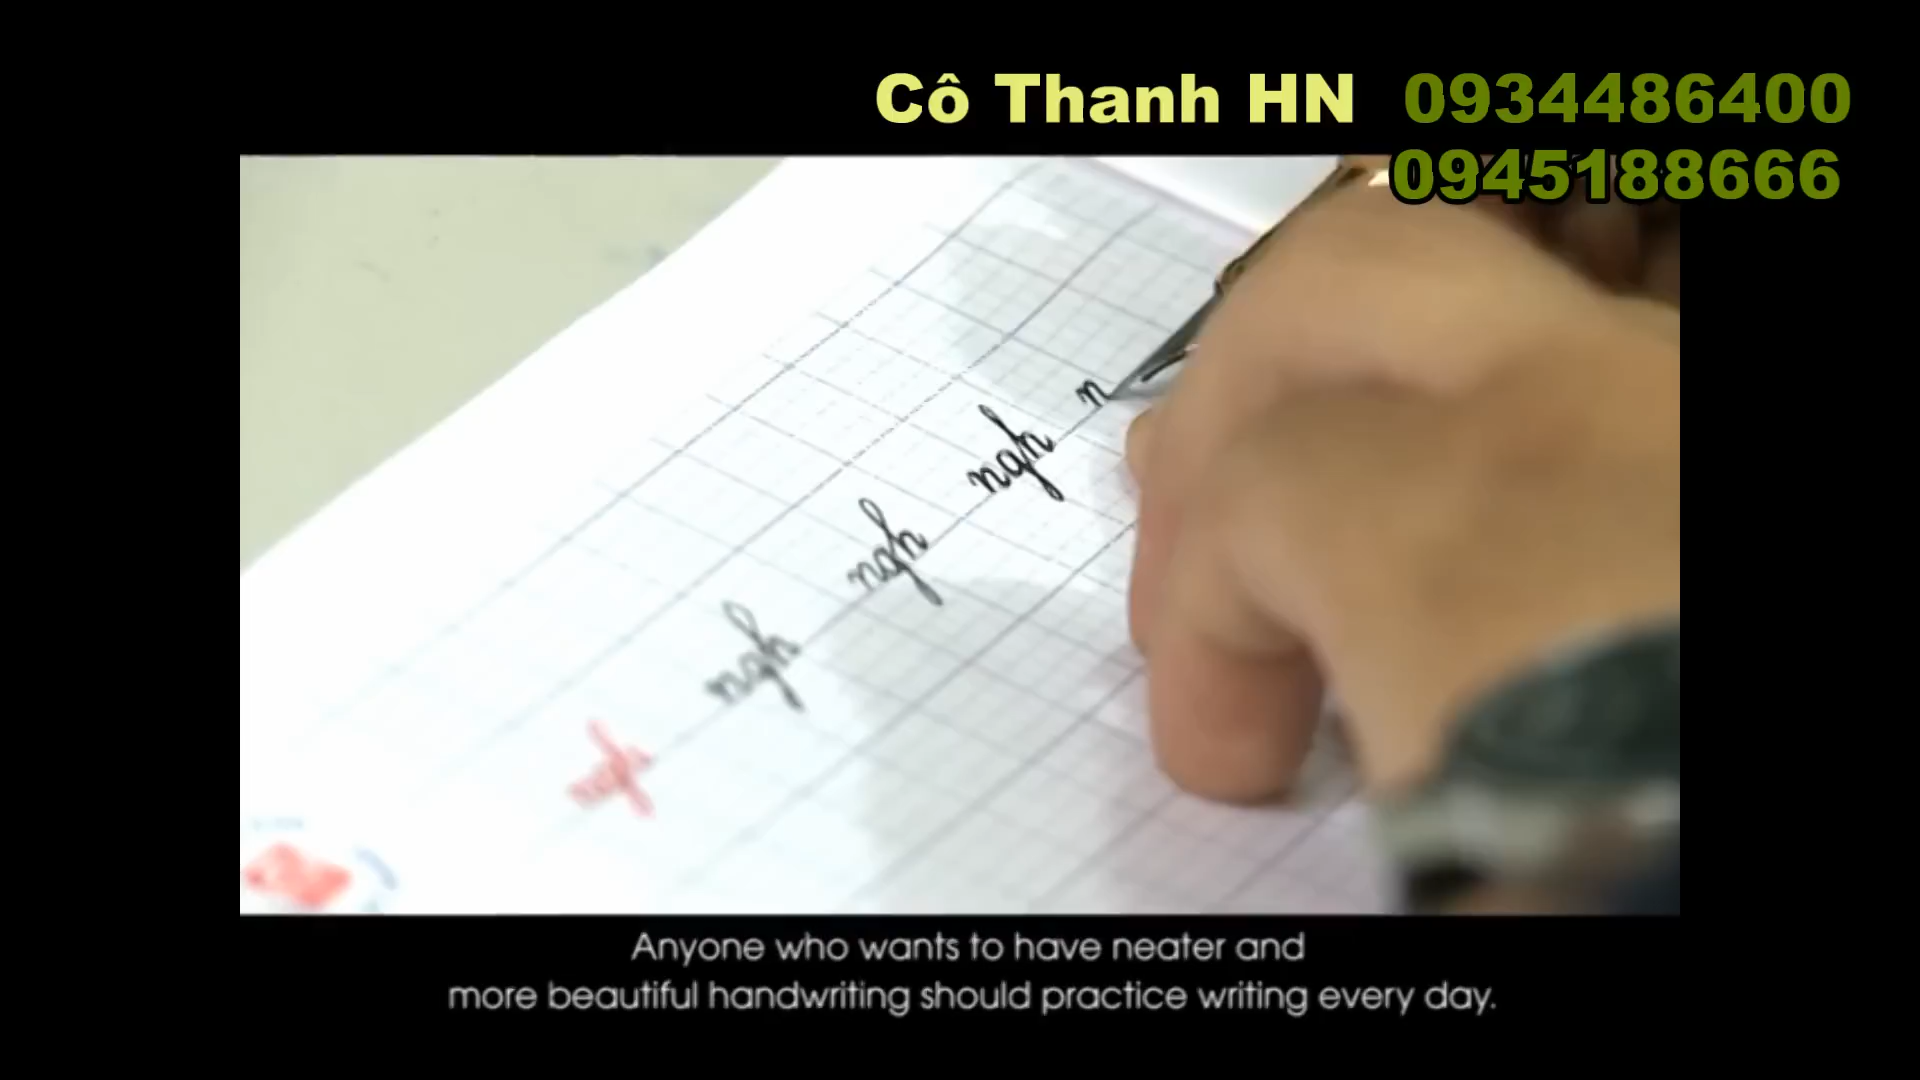 Cô Thanh HN 0934486400
0945188666
ngh ngh ngh ngh n
Anyone who wants to have neater and
more beautiful handwriting should practice writing every day.